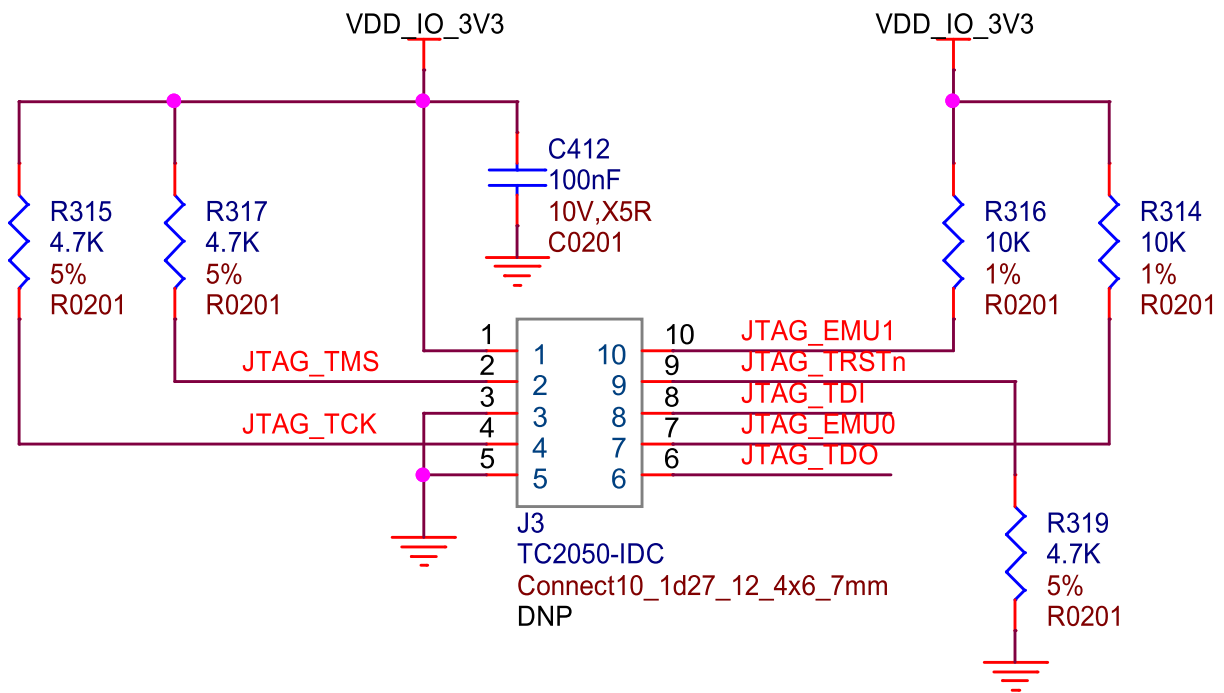 VDD_IO_3V3
VDD_IO_3V3
C412
100nF
10V,X5R
C0201
R315
4.7K
5%
R0201
R317
4.7K
5%
R0201
R316
10K
1%
R0201
R314
10K
1%
R0201
JTAG_TMS
JTAG_TCK
1
2
3
4
5
1
2
3
4
5
10
9
8
7
6
10
9
8
7
6
JTAG_EMU1
JTAG_TRSTn
JTAG_TDI
JTAG_EMU0
JTAG_TDO
J3
TC2050-IDC
Connect10_1d27_12_4x6_7mm
DNP
R319
4.7K
5%
R0201